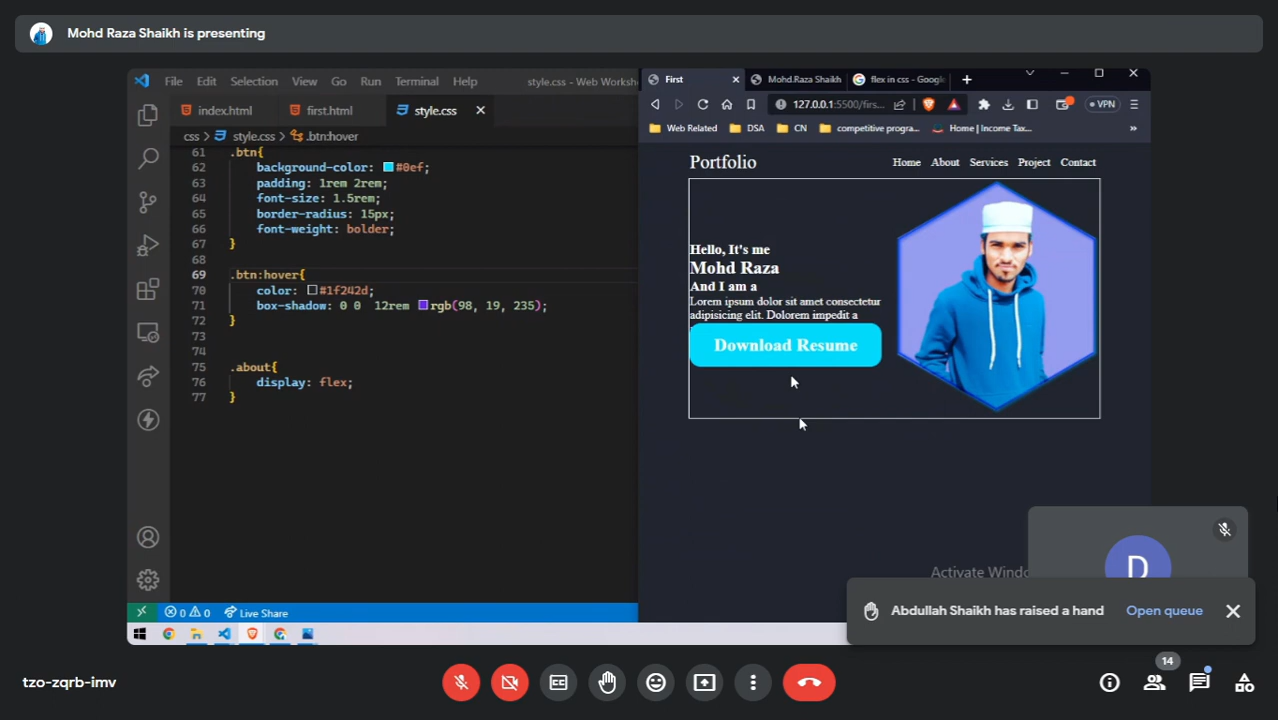 Mohd Raza Shaikh is presenting
File Edit Selection View Go Run Terminal Help style.css - Web Worksh
index.html first.html style.css
css > style.css > .btn:hover
61 .btn{
62 background-color: #0ef;
63 padding: 1rem 2rem;
64 font-size: 1.5rem;
65 border-radius: 15px;
66 font-weight: bolder;
67 }
68
69 .btn:hover{
70 color: #1f242d;
71 box-shadow: 0 0 12rem rgb(98, 19, 235);
72 }
73
74
75 .about{
76 display: flex;
77 }
0 0 Live Share
First Mohd.Raza Shaikh flex in css - Google
127.0.0.1:5500/firs... VPN
Web Related DSA CN competitive progra... Home | Income Tax... »
Portfolio Home About Services Project Contact
Hello, It's me
Mohd Raza
And I am a
Lorem ipsum dolor sit amet consectetur
adipisicing elit. Dolorem impedit a
Download Resume
Activate Windo
D
Abdullah Shaikh has raised a hand Open queue
tzo-zqrb-imv
14